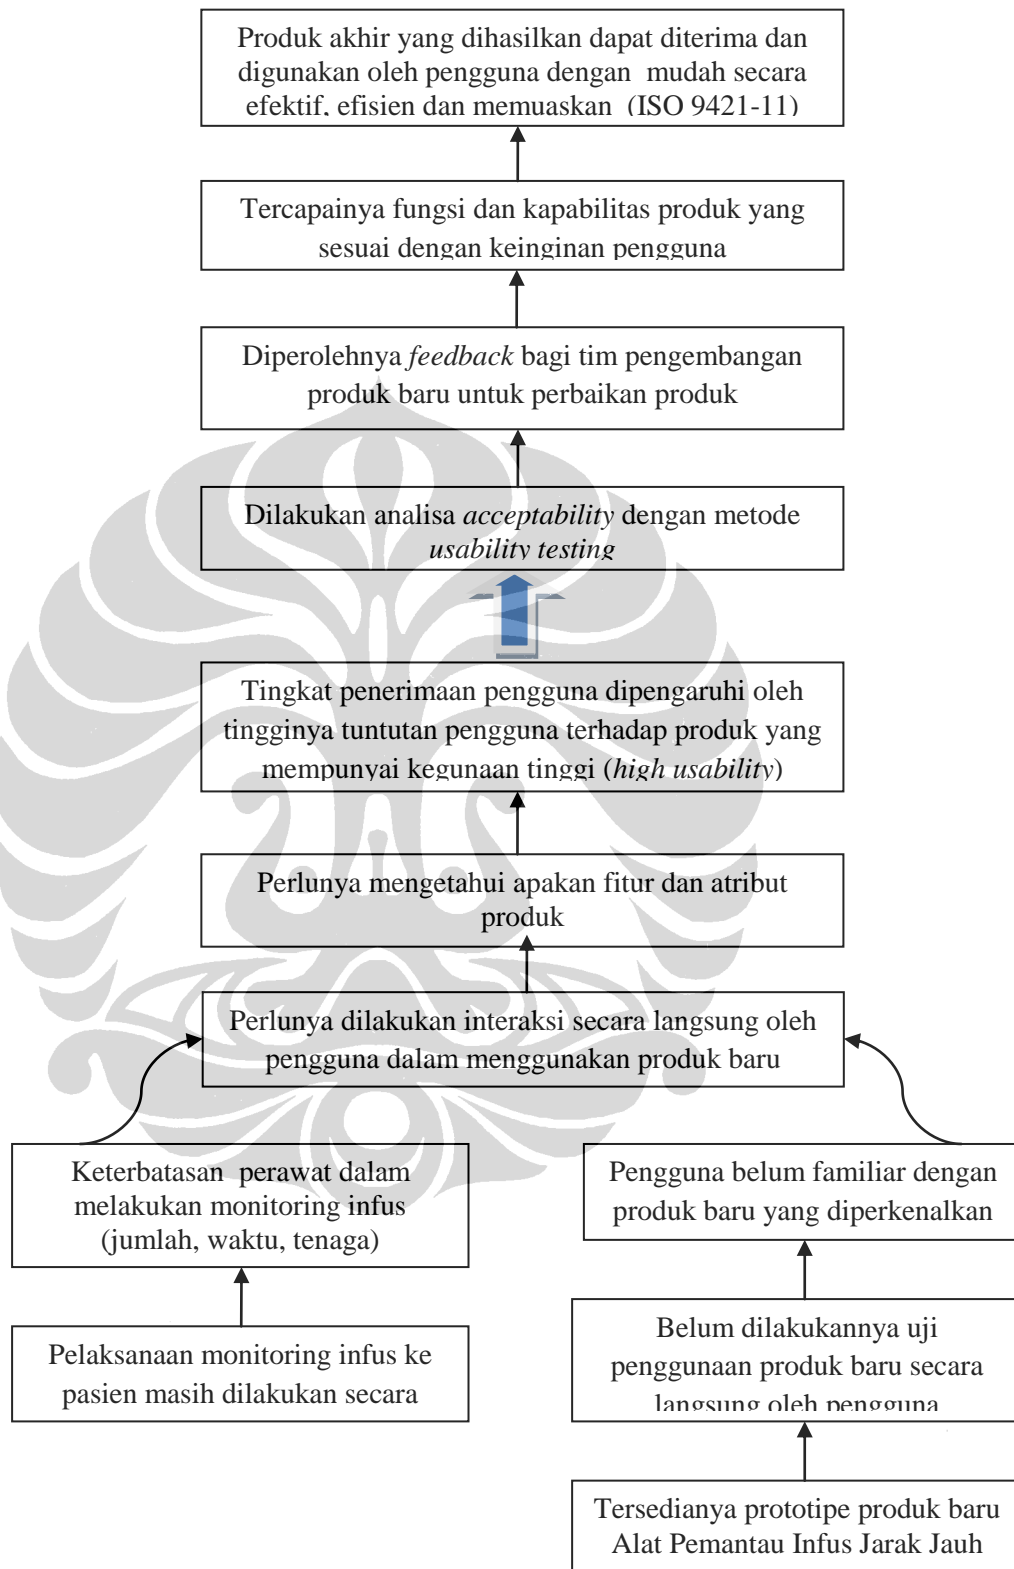 Produk akhir yang dihasilkan dapat diterima dan
digunakan oleh pengguna dengan mudah secara
efektif, efisien dan memuaskan (ISO 9421-11)
Tercapainya fungsi dan kapabilitas produk yang
sesuai dengan keinginan pengguna
Diperolehnya feedback bagi tim pengembangan
produk baru untuk perbaikan produk
Dilakukan analisa acceptability dengan metode
usability testing
Tingkat penerimaan pengguna dipengaruhi oleh
tingginya tuntutan pengguna terhadap produk yang
mempunyai kegunaan tinggi (high usability)
Perlunya mengetahui apakan fitur dan atribut
produk
Perlunya dilakukan interaksi secara langsung oleh
pengguna dalam menggunakan produk baru
Keterbatasan perawat dalam
melakukan monitoring infus
(jumlah, waktu, tenaga)
Pelaksanaan monitoring infus ke
pasien masih dilakukan secara
Pengguna belum familiar dengan
produk baru yang diperkenalkan
Belum dilakukannya uji
penggunaan produk baru secara
langsung oleh pengguna
Tersedianya prototipe produk baru
Alat Pemantau Infus Jarak Jauh